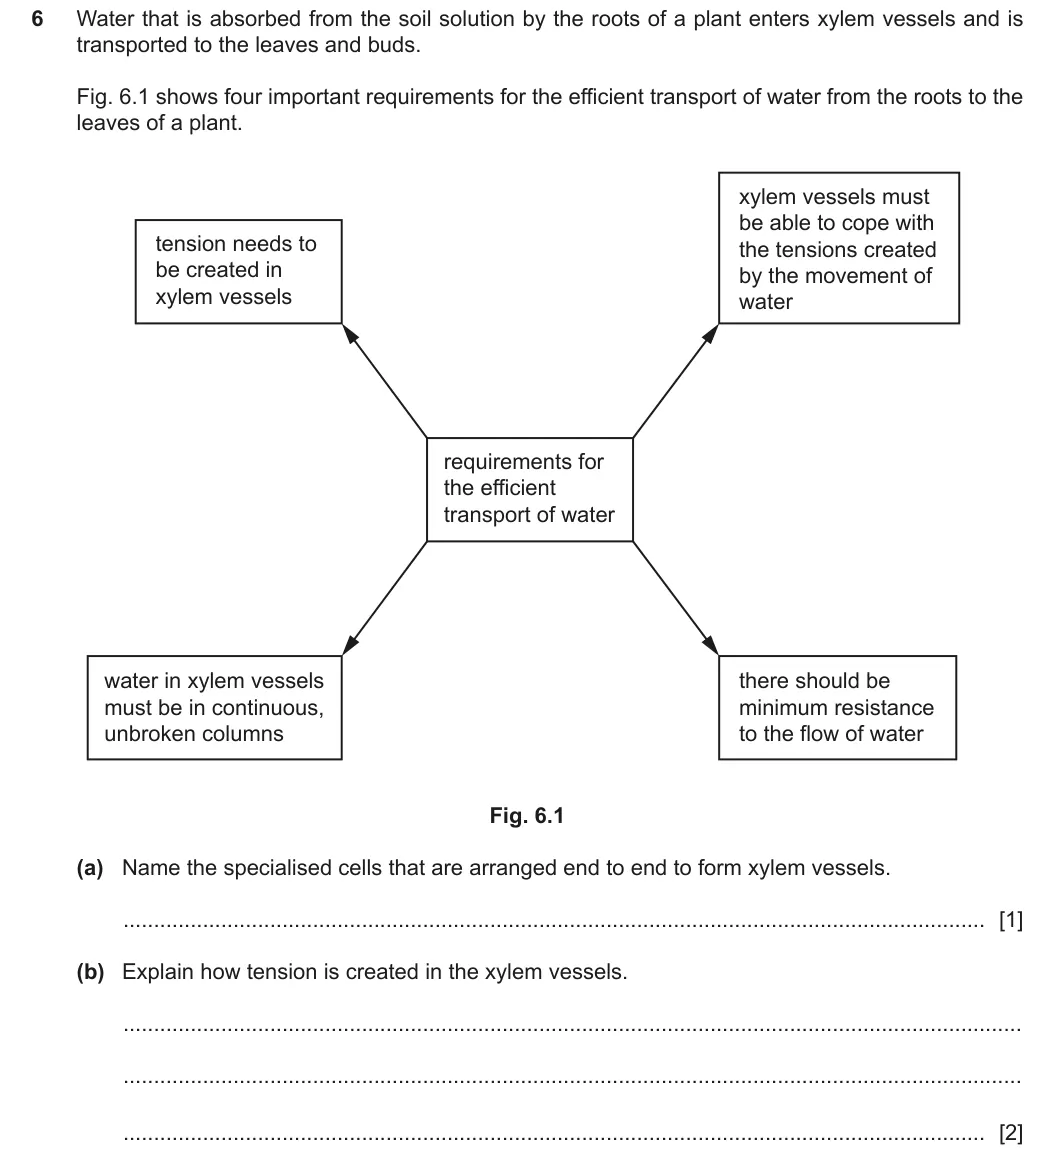 6 Water that is absorbed from the soil solution by the roots of a plant enters xylem vessels and is
transported to the leaves and buds.
Fig. 6.1 shows four important requirements for the efficient transport of water from the roots to the
leaves of a plant.
tension needs to
be created in
xylem vessels
xylem vessels must
be able to cope with
the tensions created
by the movement of
water
requirements for
the efficient
transport of water
water in xylem vessels
must be in continuous,
unbroken columns
there should be
minimum resistance
to the flow of water
Fig. 6.1
(a) Name the specialised cells that are arranged end to end to form xylem vessels.
.......................................................................................................................................... [1]
(b) Explain how tension is created in the xylem vessels.
................................................................................................................................................
................................................................................................................................................
.......................................................................................................................................... [2]